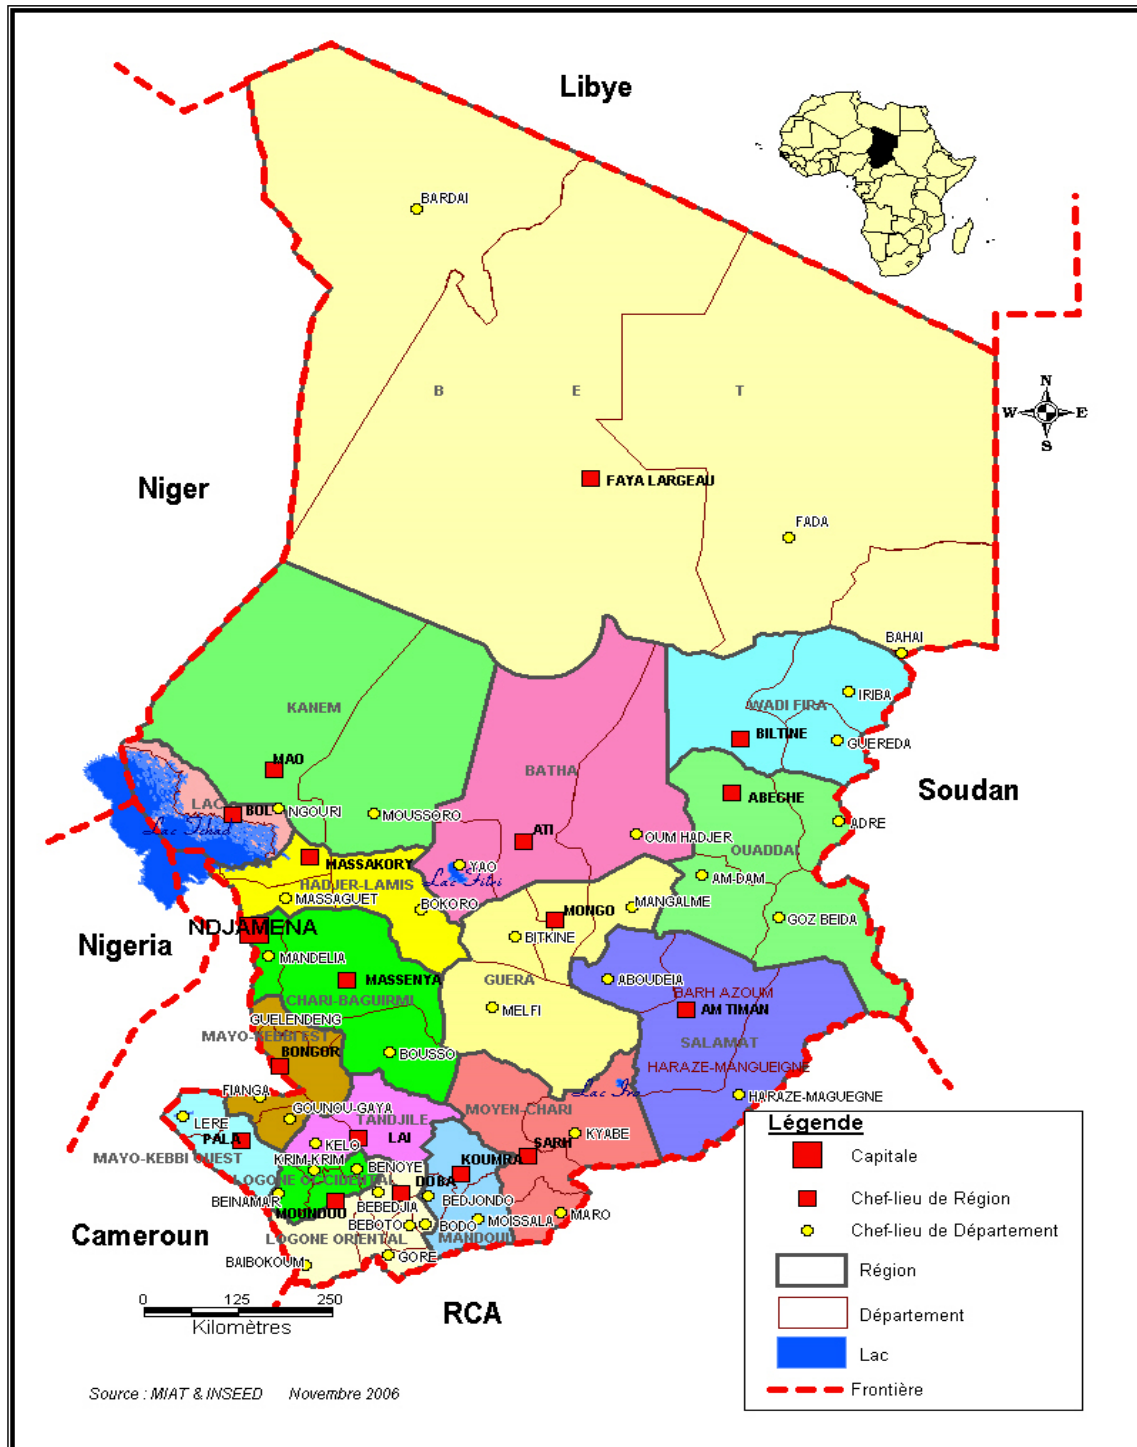 Libye
BARDAI
B E T
N
W E
S
Niger
FAYA LARGEAU
FADA
BAHAI
IRIBA
WADI FIRA
KANEM
BILTINE
GUEREDA
MAO
BATHA
Soudan
ABEGHE
LAC
BOL
NGOURI
MOUSSORO
Lac Tchad
ATI
OUM HADJER
ADRE
OUADDAI
MASSAKORY
YAO
Lac Fitri
HADJER-LAMIS
AM-DAM
MASSAGUET
BOKORO
MONGO
MANGALME
GOZ BEIDA
NDJAMENA
Nigeria
BITKINE
MANDELIA
MASSENYA
GUERA
ABOUDEIA
BARH AZOUM
CHARI-BAGUIRMI
MELFI
AM TIMAN
GUELENDENG
MAYO-KEBBI EST
SALAMAT
BONGOR
BOUSSO
HARAZE-MANGUEIGNE
Lac Iro
FIANGA
HARAZE-MAGUEGNE
GOUNOU-GAYA
MOYEN-CHARI
LERE
TANDJILE
KYABE
PALA
LAI
KELO
SARH
MAYO-KEBBI OUEST
KRIM-KRIM
BENOYE
KOUMRA
LOGONE OCCIDENTAL
DOBA
BEINAMAR
BEBEDJIA
BEDJONDO
MOUNDOU
BEBOTO
BODO
MOISSALA
MARO
Cameroun
LOGONE ORIENTAL
MANDOUL
BAIBOKOUM
GORE
RCA
0 125 250
Kilomètres
Légende
Capitale
Chef-lieu de Région
Chef-lieu de Département
Région
Département
Lac
Frontière
Source : MIAT & INSEED Novembre 2006